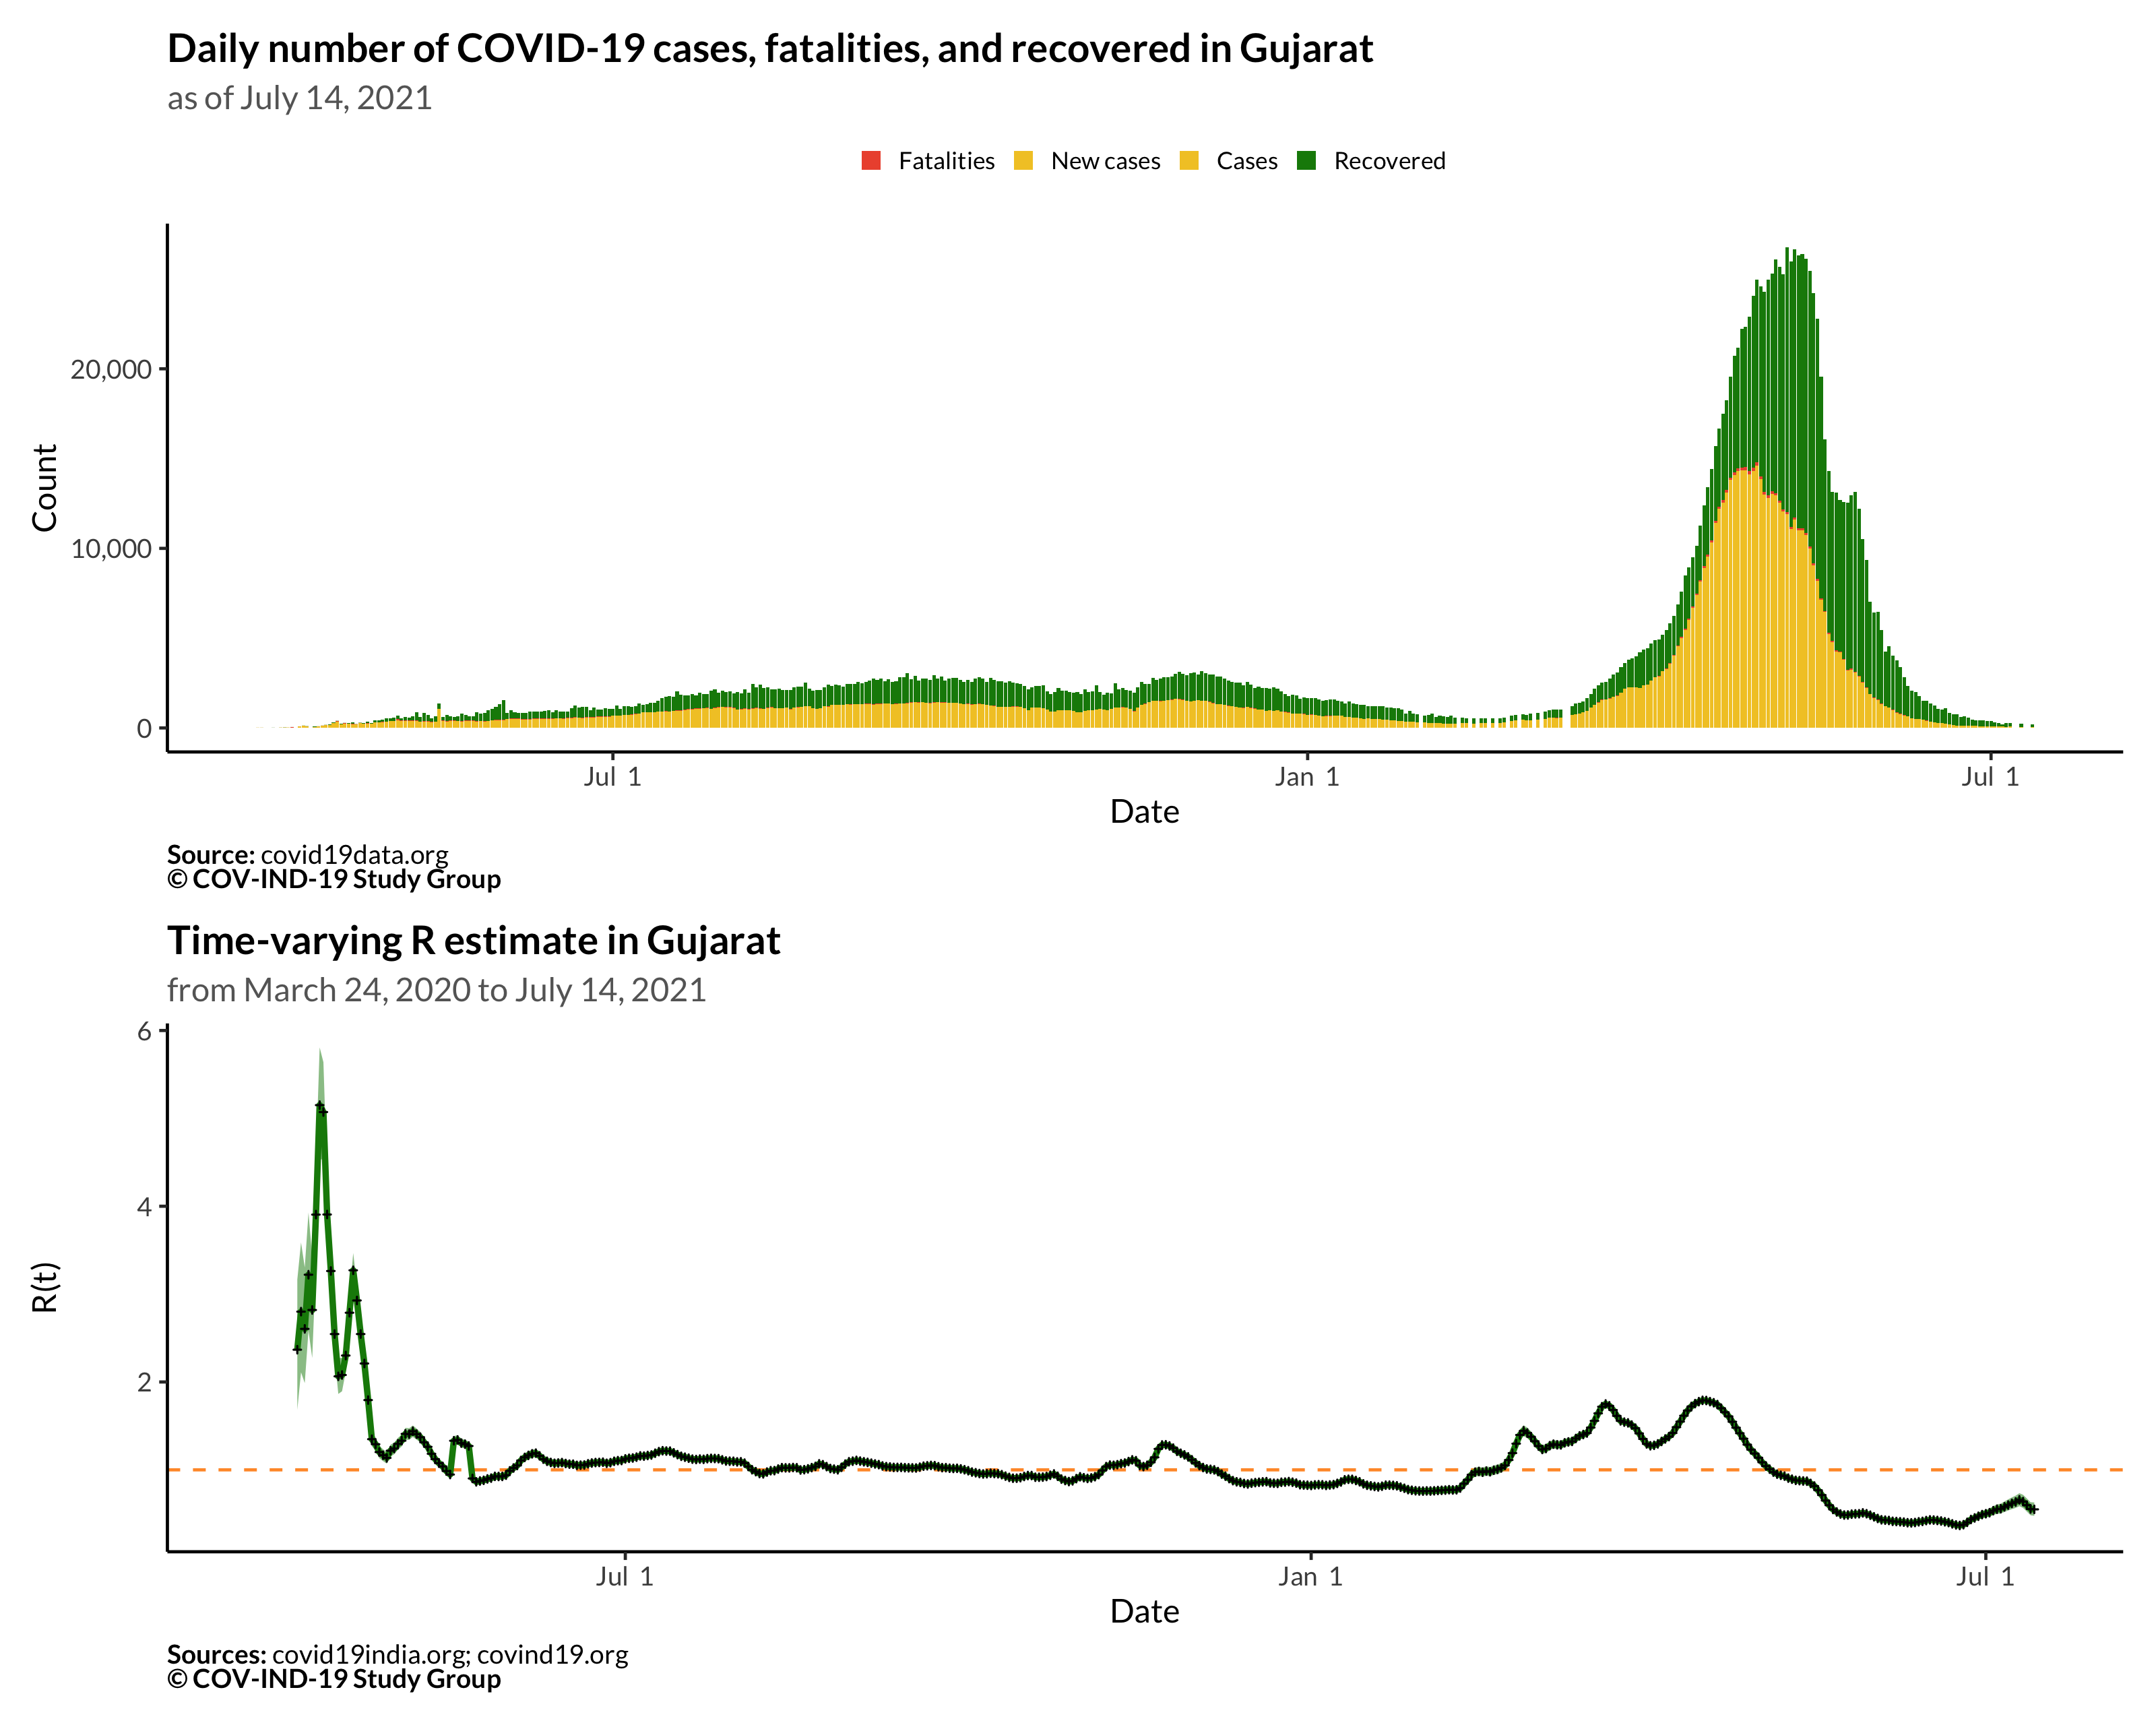 Daily number of COVID-19 cases, fatalities, and recovered in Gujarat
as of July 14, 2021
Fatalities New cases Cases Recovered
Count
20,000
10,000
0
Jul 1 Jan 1 Jul 1
Date
Source: covid19data.org
© COV-IND-19 Study Group
Time-varying R estimate in Gujarat
from March 24, 2020 to July 14, 2021
R(t)
6
4
2
Jul 1 Jan 1 Jul 1
Date
Sources: covid19india.org; covind19.org
© COV-IND-19 Study Group